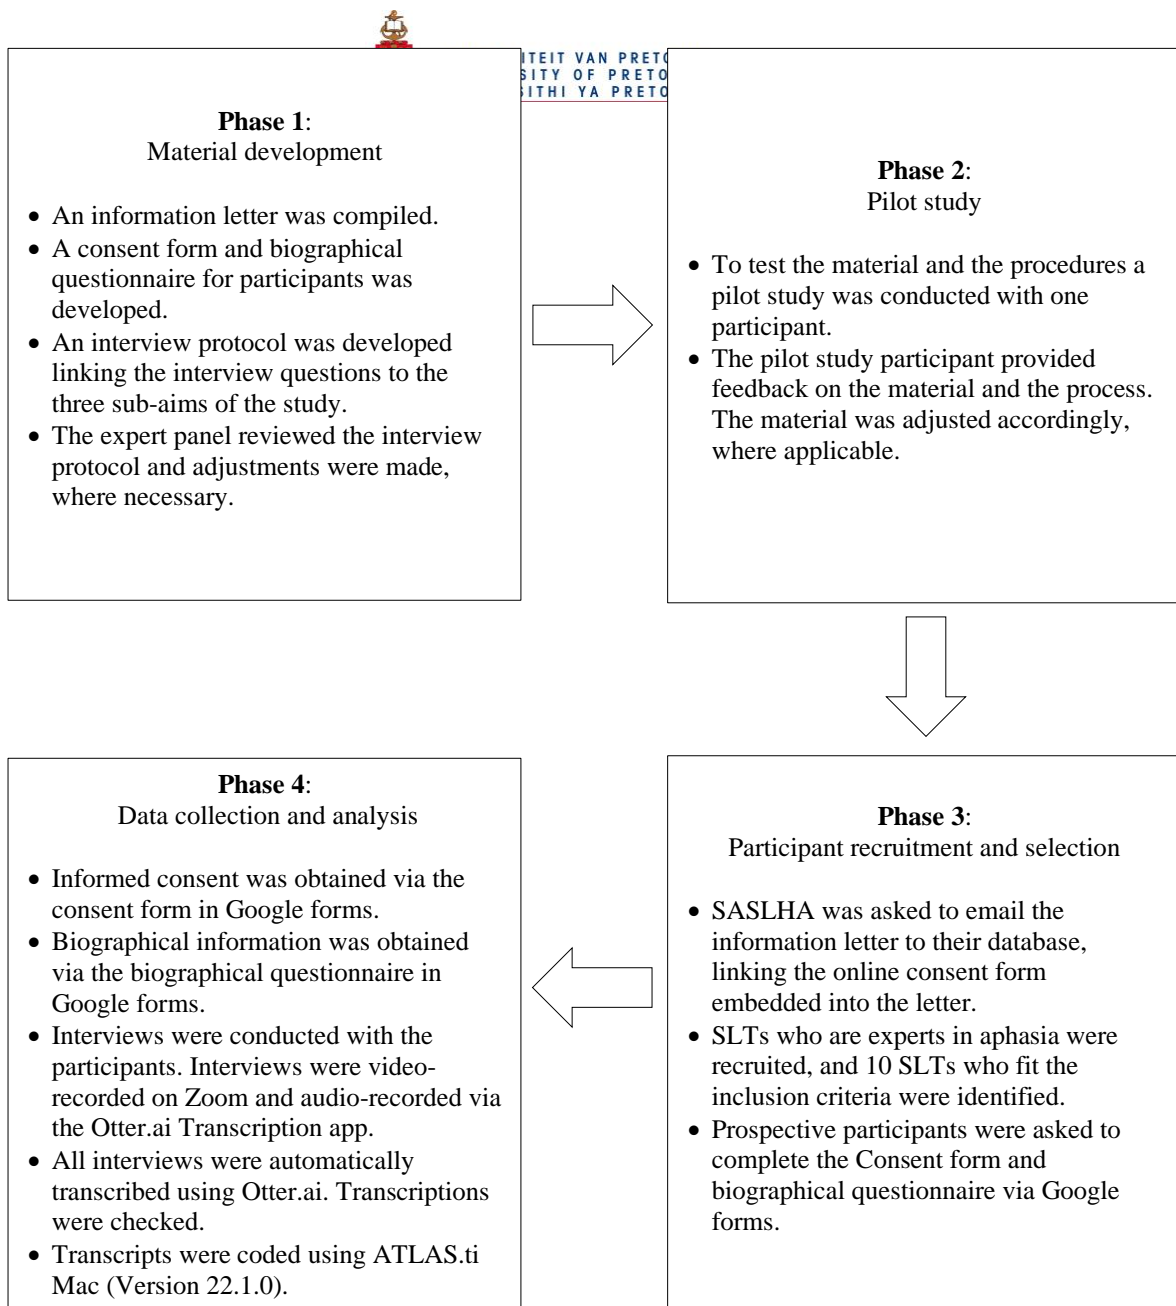 ITEIT VAN PRETO
SITY OF PRETO
SITHI YA PRETO
Phase 1:
Material development
• An information letter was compiled.
• A consent form and biographical
questionnaire for participants was
developed.
• An interview protocol was developed
linking the interview questions to the
three sub-aims of the study.
• The expert panel reviewed the interview
protocol and adjustments were made,
where necessary.
Phase 2:
Pilot study
• To test the material and the procedures a
pilot study was conducted with one
participant.
• The pilot study participant provided
feedback on the material and the process.
The material was adjusted accordingly,
where applicable.
Phase 3:
Participant recruitment and selection
• SASLHA was asked to email the
information letter to their database,
linking the online consent form
embedded into the letter.
• SLTs who are experts in aphasia were
recruited, and 10 SLTs who fit the
inclusion criteria were identified.
• Prospective participants were asked to
complete the Consent form and
biographical questionnaire via Google
forms.
Phase 4:
Data collection and analysis
• Informed consent was obtained via the
consent form in Google forms.
• Biographical information was obtained
via the biographical questionnaire in
Google forms.
• Interviews were conducted with the
participants. Interviews were video-
recorded on Zoom and audio-recorded via
the Otter.ai Transcription app.
• All interviews were automatically
transcribed using Otter.ai. Transcriptions
were checked.
• Transcripts were coded using ATLAS.ti
Mac (Version 22.1.0).